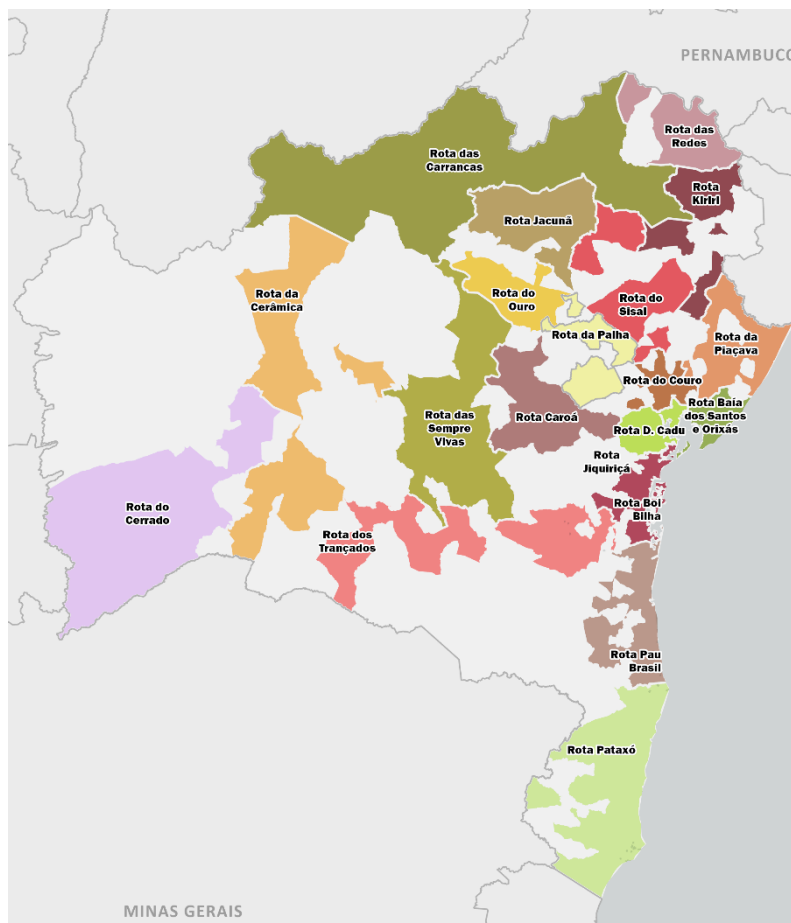 PERNAMBUCO
Rota das
Redes
Rota das
Carrancas
Rota
Kiriri
Rota Jacuná
Rota da
Cerâmica
Rota do
Ouro
Rota do
Sisal
Rota da Palha
Rota da
Piaçava
Rota do Couro
Rota Baía
dos Santos
e Orixás
Rota das
Sempre
Vivas
Rota Caroá
Rota D. Cadu
Rota
Jiquiriçá
Rota do
Cerrado
Rota Boi
Bilha
Rota dos
Trançados
Rota Pau
Brasil
Rota Pataxó
MINAS GERAIS